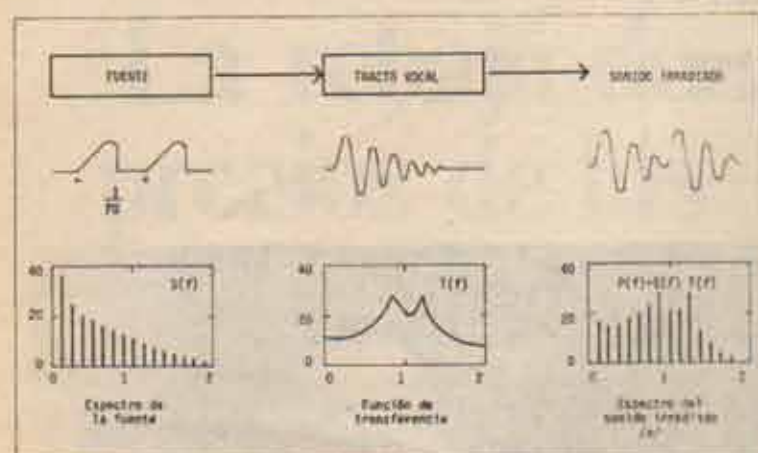 FUENTE
TRACTO VOCAL
SONIDO IRRADIADO
1
F0
40
20
0
S(f)
0 1 2
Espectro de
la fuente
40
20
0
T(f)
0 1 2
Función de
transferencia
40
20
0
P(f)=S(f) T(f)
0 1 2
Espectro del
sonido irradiado